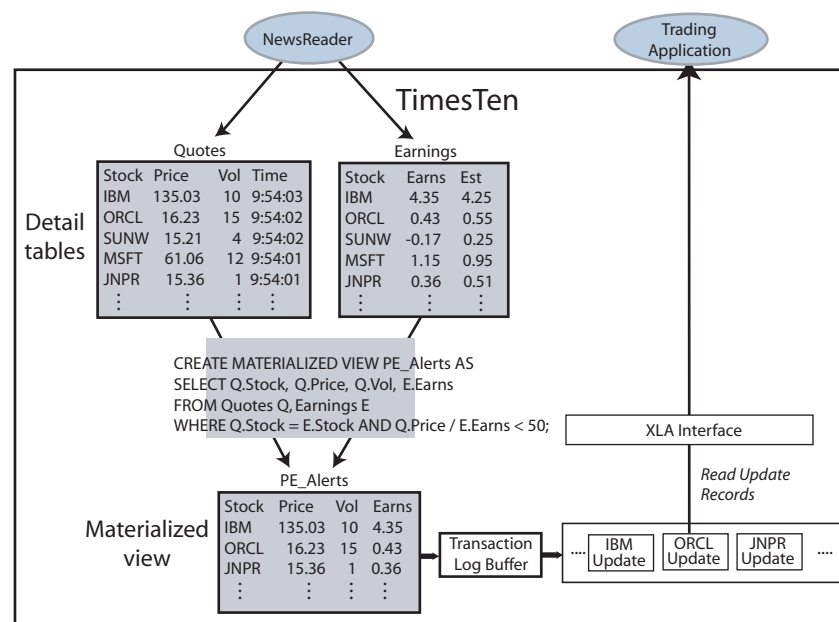 NewsReader
Trading
Application
TimesTen
Quotes
Stock Price Vol Time
IBM 135.03 10 9:54:03
ORCL 16.23 15 9:54:02
SUNW 15.21 4 9:54:02
MSFT 61.06 12 9:54:01
JNPR 15.36 1 9:54:01
Earnings
Stock Earns Est
IBM 4.35 4.25
ORCL 0.43 0.55
SUNW -0.17 0.25
MSFT 1.15 0.95
JNPR 0.36 0.51
Detail
tables
CREATE MATERIALIZED VIEW PE_Alerts AS
SELECT Q.Stock, Q.Price, Q.Vol, E.Earns
FROM Quotes Q, Earnings E
WHERE Q.Stock = E.Stock AND Q.Price / E.Earns < 50;
XLA Interface
Read Update
Records
PE_Alerts
Stock Price Vol Earns
IBM 135.03 10 4.35
ORCL 16.23 15 0.43
JNPR 15.36 1 0.36
Materialized
view
Transaction
Log Buffer
....
IBM
Update
ORCL
Update
JNPR
Update
....